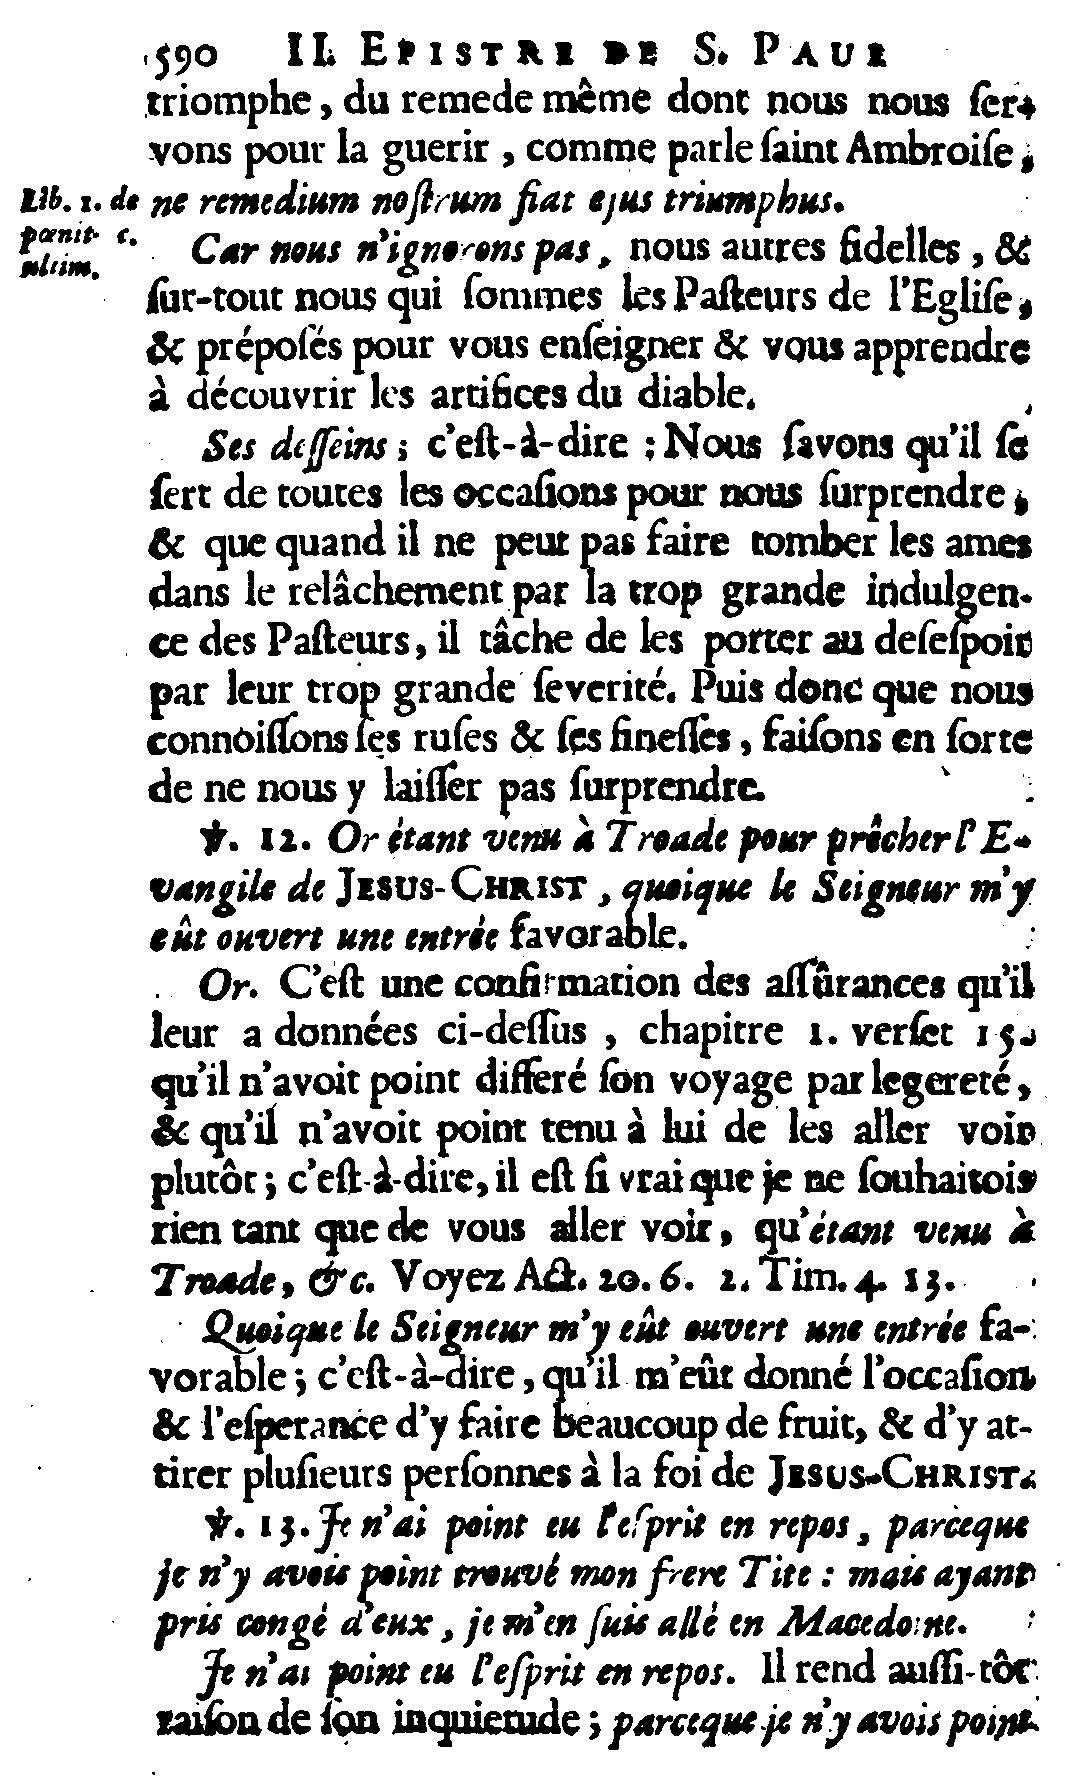 590 II. EPISTRE DE S. PAUL
triomphe, du remede même dont nous nous ser-
vons pour la guerir, comme parle saint Ambroise,
Lib. 1. de
pœnit. c.
ultim.
ne remedium nostrum fiat ejus triumphus.
Car nous n'ignorons pas, nous autres fidelles, &
sur-tout nous qui sommes les Pasteurs de l'Eglise,
& préposés pour vous enseigner & vous apprendre
à découvrir les artifices du diable.
Ses desseins; c'est-à-dire : Nous savons qu'il se
sert de toutes les occasions pour nous surprendre,
& que quand il ne peut pas faire tomber les ames
dans le relâchement par la trop grande indulgen-
ce des Pasteurs, il tâche de les porter au desespoir
par leur trop grande severité. Puis donc que nous
connoissons ses ruses & ses finesses, faisons en sorte
de ne nous y laisser pas surprendre.
℣. 12. Or étant venu à Troade pour prêcher l'E-
vangile de JESUS-CHRIST, quoique le Seigneur m'y
eût ouvert une entrée favorable.
Or. C'est une confirmation des assûrances qu'il
leur a données ci-dessus, chapitre 1. verset 15.
qu'il n'avoit point differé son voyage par legereté,
& qu'il n'avoit point tenu à lui de les aller voir
plutôt; c'est-à-dire, il est si vrai que je ne souhaitois
rien tant que de vous aller voir, qu'étant venu à
Troade, &c. Voyez Act. 20. 6. 2. Tim. 4. 13.
Quoique le Seigneur m'y eût ouvert une entrée fa-
vorable; c'est-à-dire, qu'il m'eût donné l'occasion
& l'esperance d'y faire beaucoup de fruit, & d'y at-
tirer plusieurs personnes à la foi de JESUS-CHRIST.
℣. 13. Je n'ai point eu l'esprit en repos, parceque
je n'y avois point trouvé mon frere Tite : mais ayant
pris congé d'eux, je m'en suis allé en Macedoine.
Je n'ai point eu l'esprit en repos. Il rend aussi-tôt
raison de son inquietude; parceque je n'y avois point